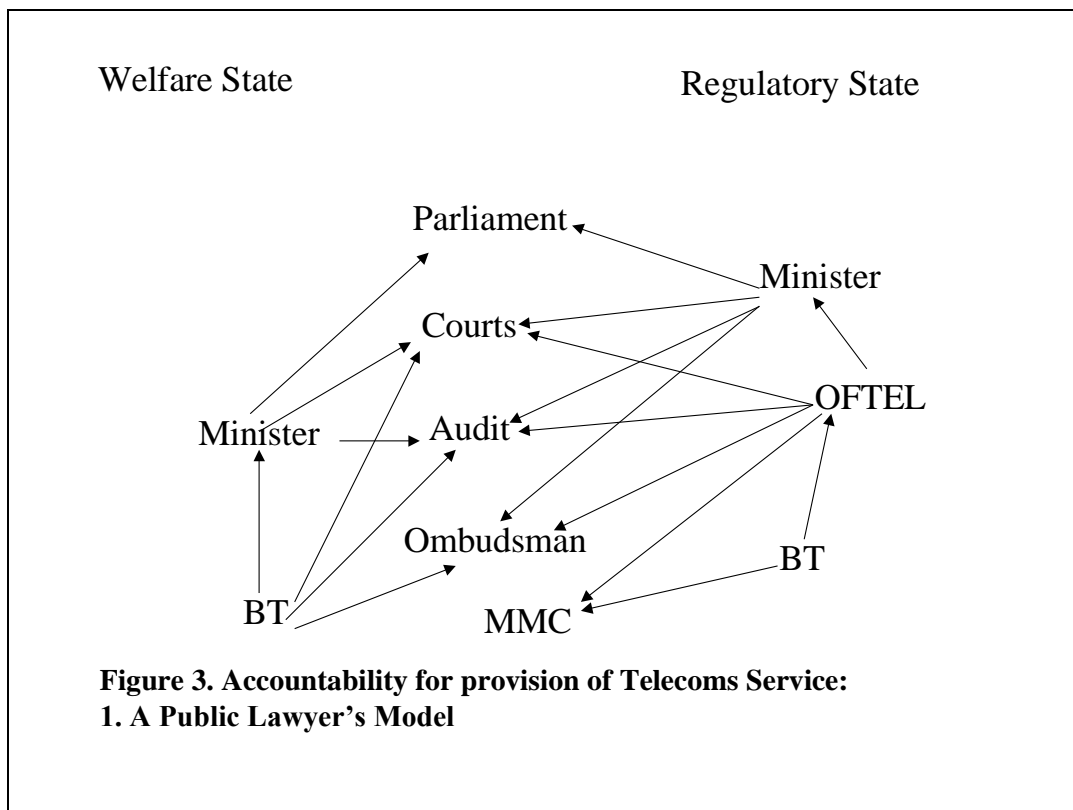 Welfare State
Regulatory State
Parliament
Minister
Courts
OFTEL
Minister
Audit
Ombudsman
BT
BT
MMC
Figure 3. Accountability for provision of Telecoms Service:
1. A Public Lawyer's Model